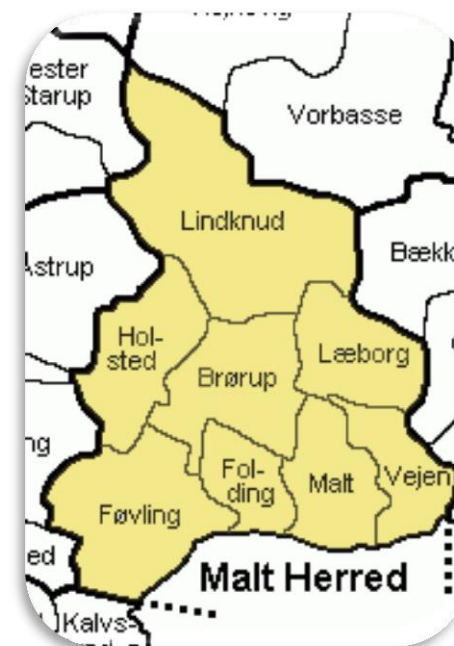 ester
Starup
Vorbasse
Lindknud
Astrup
Bækk
Hol-
sted
Læborg
Brørup
ng
Fol-
ding
Malt
Vejen
Føvling
ed
Malt Herred
Kalvs-